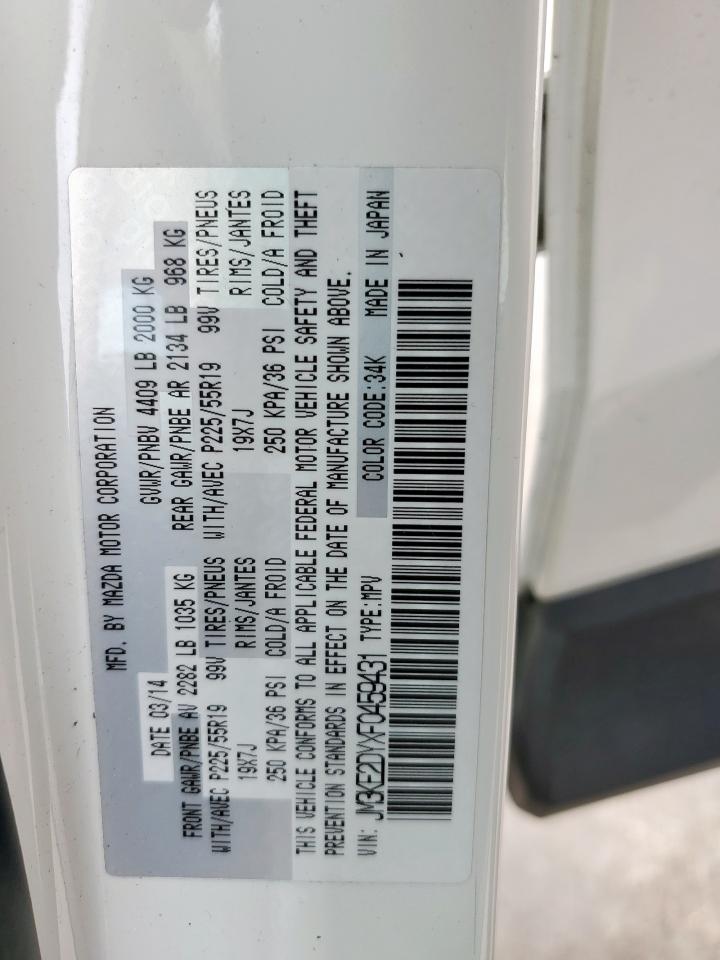 MFD. BY MAZDA MOTOR CORPORATION
DATE 03/14 GVWR/PNBV 4409 LB 2000 KG
FRONT GAWR/PNBE AV 2282 LB 1035 KG REAR GAWR/PNBE AR 2134 LB 968 KG
WITH/AVEC P225/55R19 99V TIRES/PNEUS WITH/AVEC P225/55R19 99V TIRES/PNEUS
19X7J RIMS/JANTES 19X7J RIMS/JANTES
250 KPA/36 PSI COLD/A FROID 250 KPA/36 PSI COLD/A FROID
THIS VEHICLE CONFORMS TO ALL APPLICABLE FEDERAL MOTOR VEHICLE SAFETY AND THEFT
PREVENTION STANDARDS IN EFFECT ON THE DATE OF MANUFACTURE SHOWN ABOVE.
VIN: JM3KE2DYXF0459431 TYPE:MPV COLOR CODE:34K MADE IN JAPAN